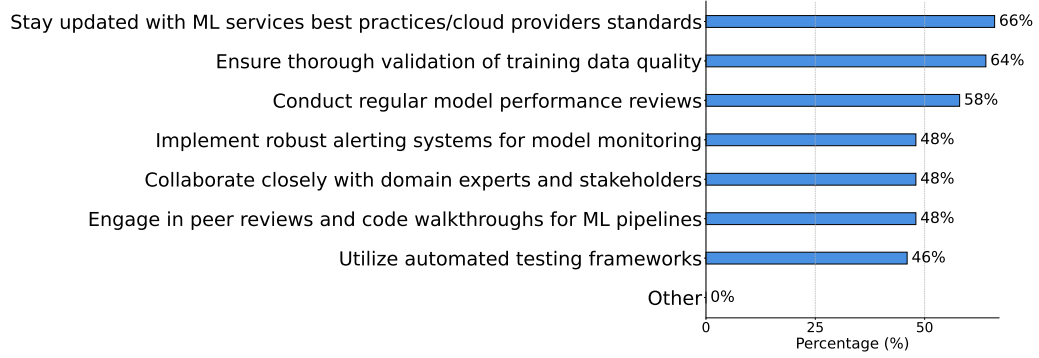 Stay updated with ML services best practices/cloud providers standards 66%
Ensure thorough validation of training data quality 64%
Conduct regular model performance reviews 58%
Implement robust alerting systems for model monitoring 48%
Collaborate closely with domain experts and stakeholders 48%
Engage in peer reviews and code walkthroughs for ML pipelines 48%
Utilize automated testing frameworks 46%
Other 0%
0 25 50
Percentage (%)